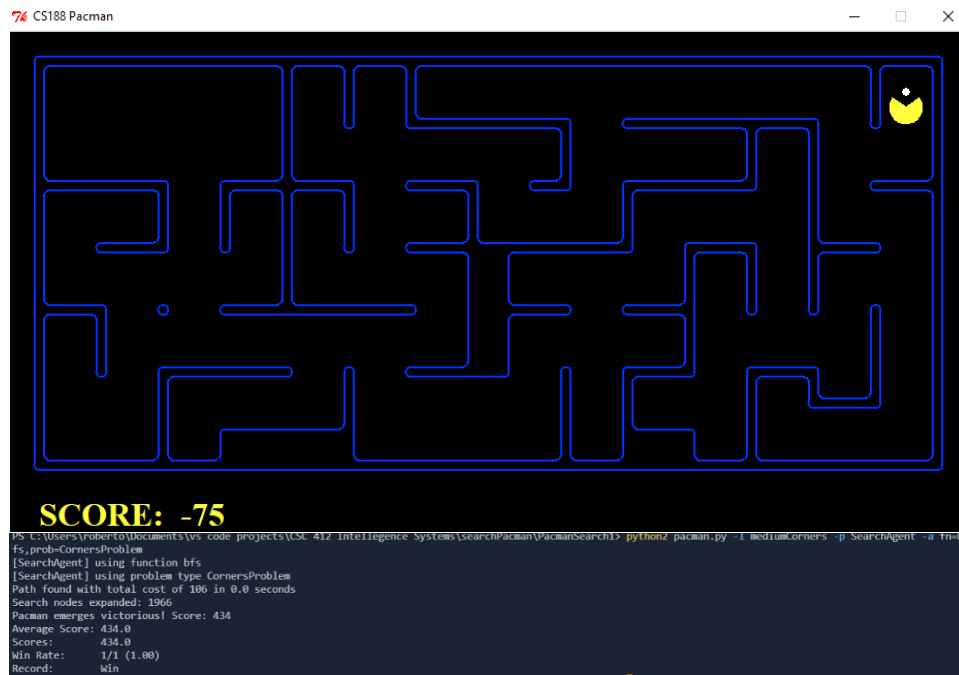 CS188 Pacman
SCORE: -75
PS C:\Users\roberto\Documents\vs code projects\CSC 412 Intellegence Systems\searchPacman\PacmanSearch1> python2 pacman.py -l mediumCorners -p SearchAgent -a fn=b
fs,prob=CornersProblem
[SearchAgent] using function bfs
[SearchAgent] using problem type CornersProblem
Path found with total cost of 106 in 0.0 seconds
Search nodes expanded: 1966
Pacman emerges victorious! Score: 434
Average Score: 434.0
Scores: 434.0
Win Rate: 1/1 (1.00)
Record: Win